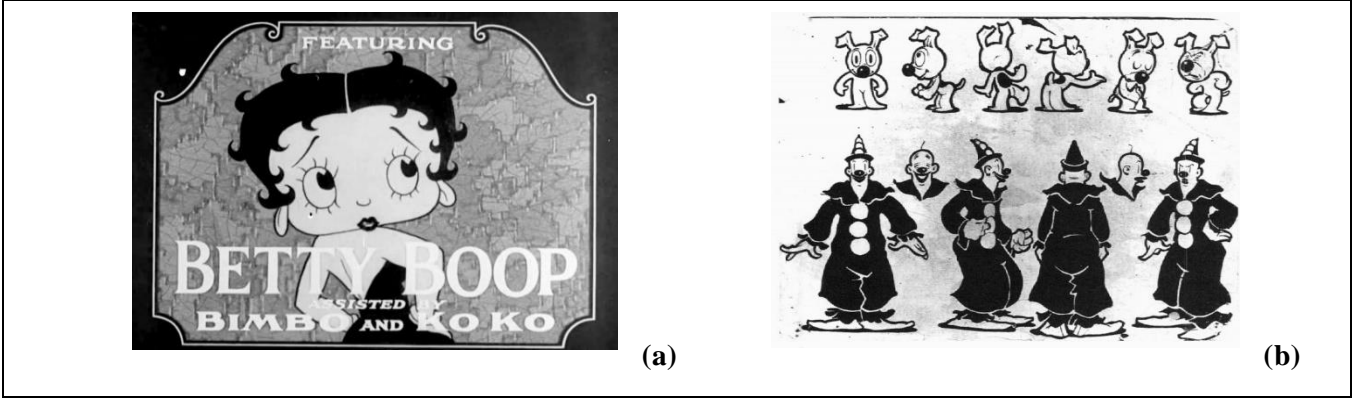 FEATURING
BETTY BOOP
ASSISTED BY
BIMBO AND KO KO
(a)
(b)